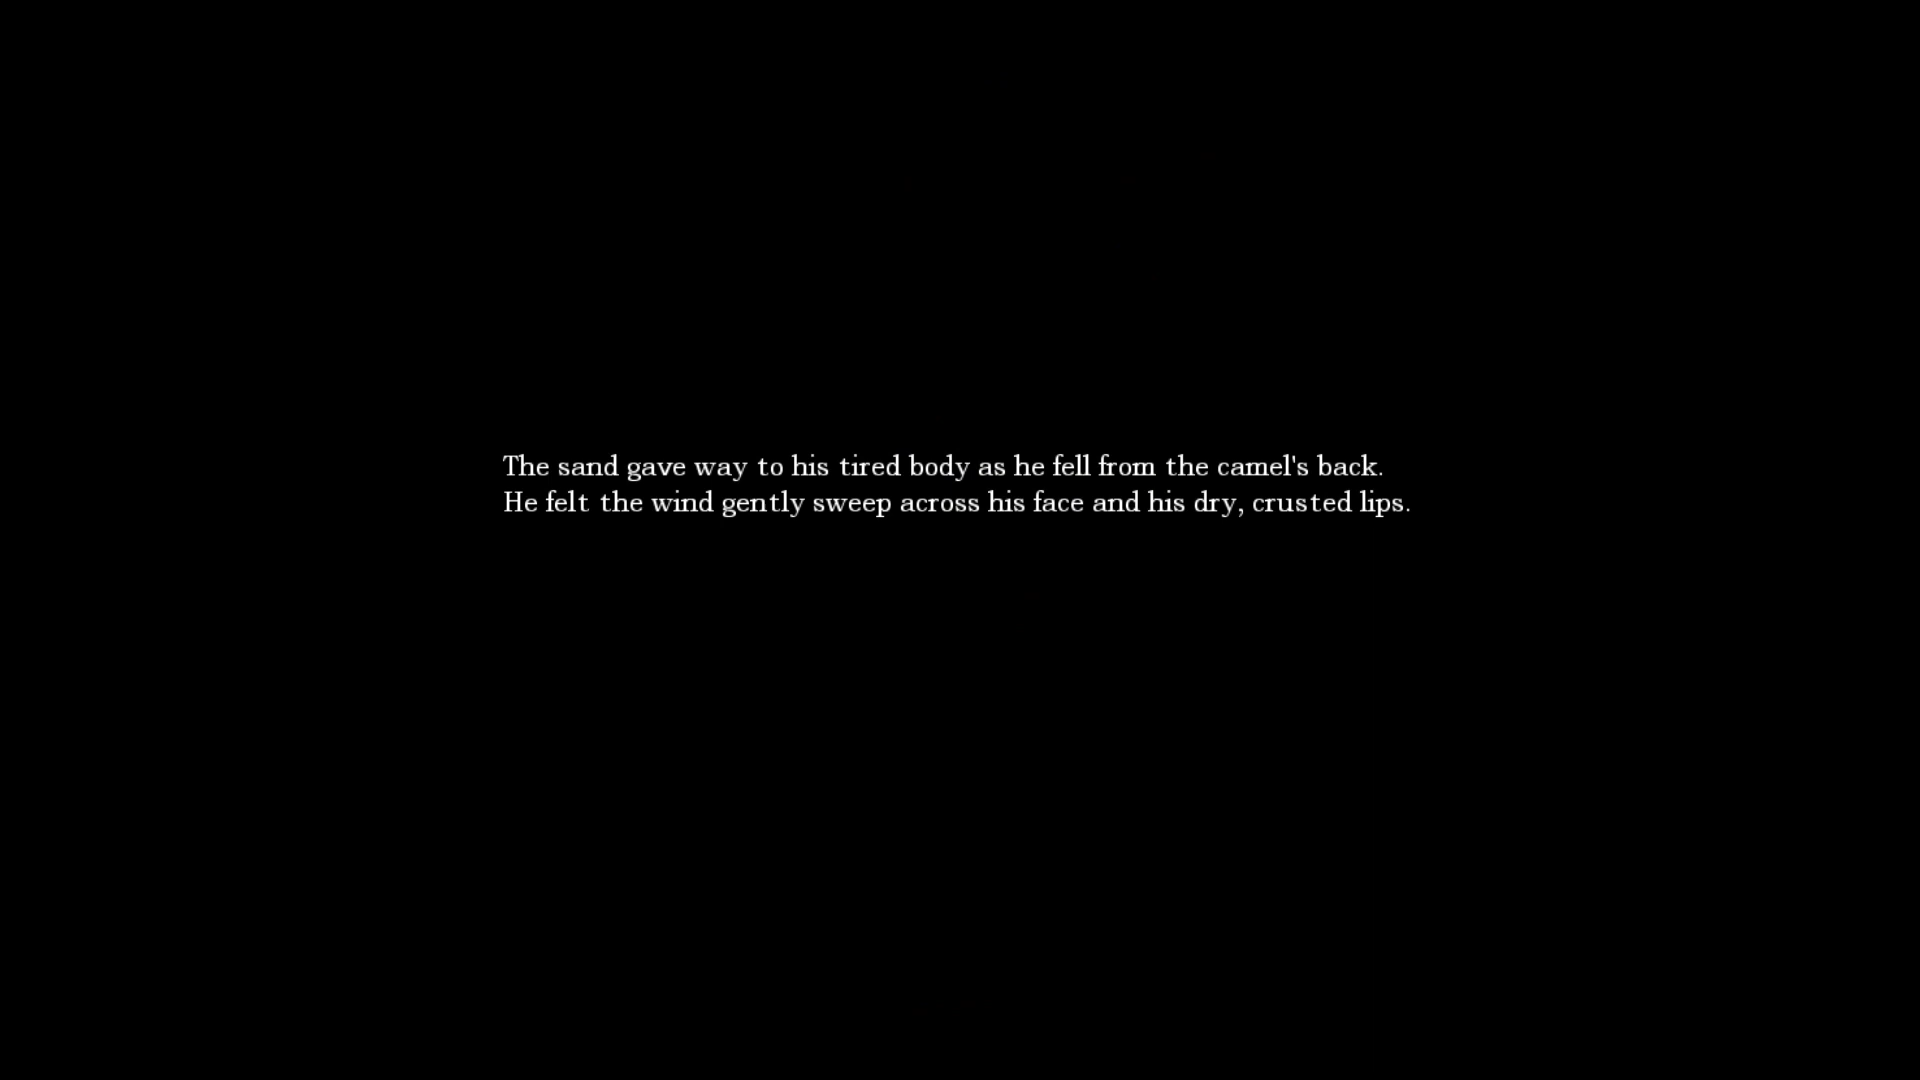 The sand gave way to his tired body as he fell from the camel's back.
He felt the wind gently sweep across his face and his dry, crusted lips.